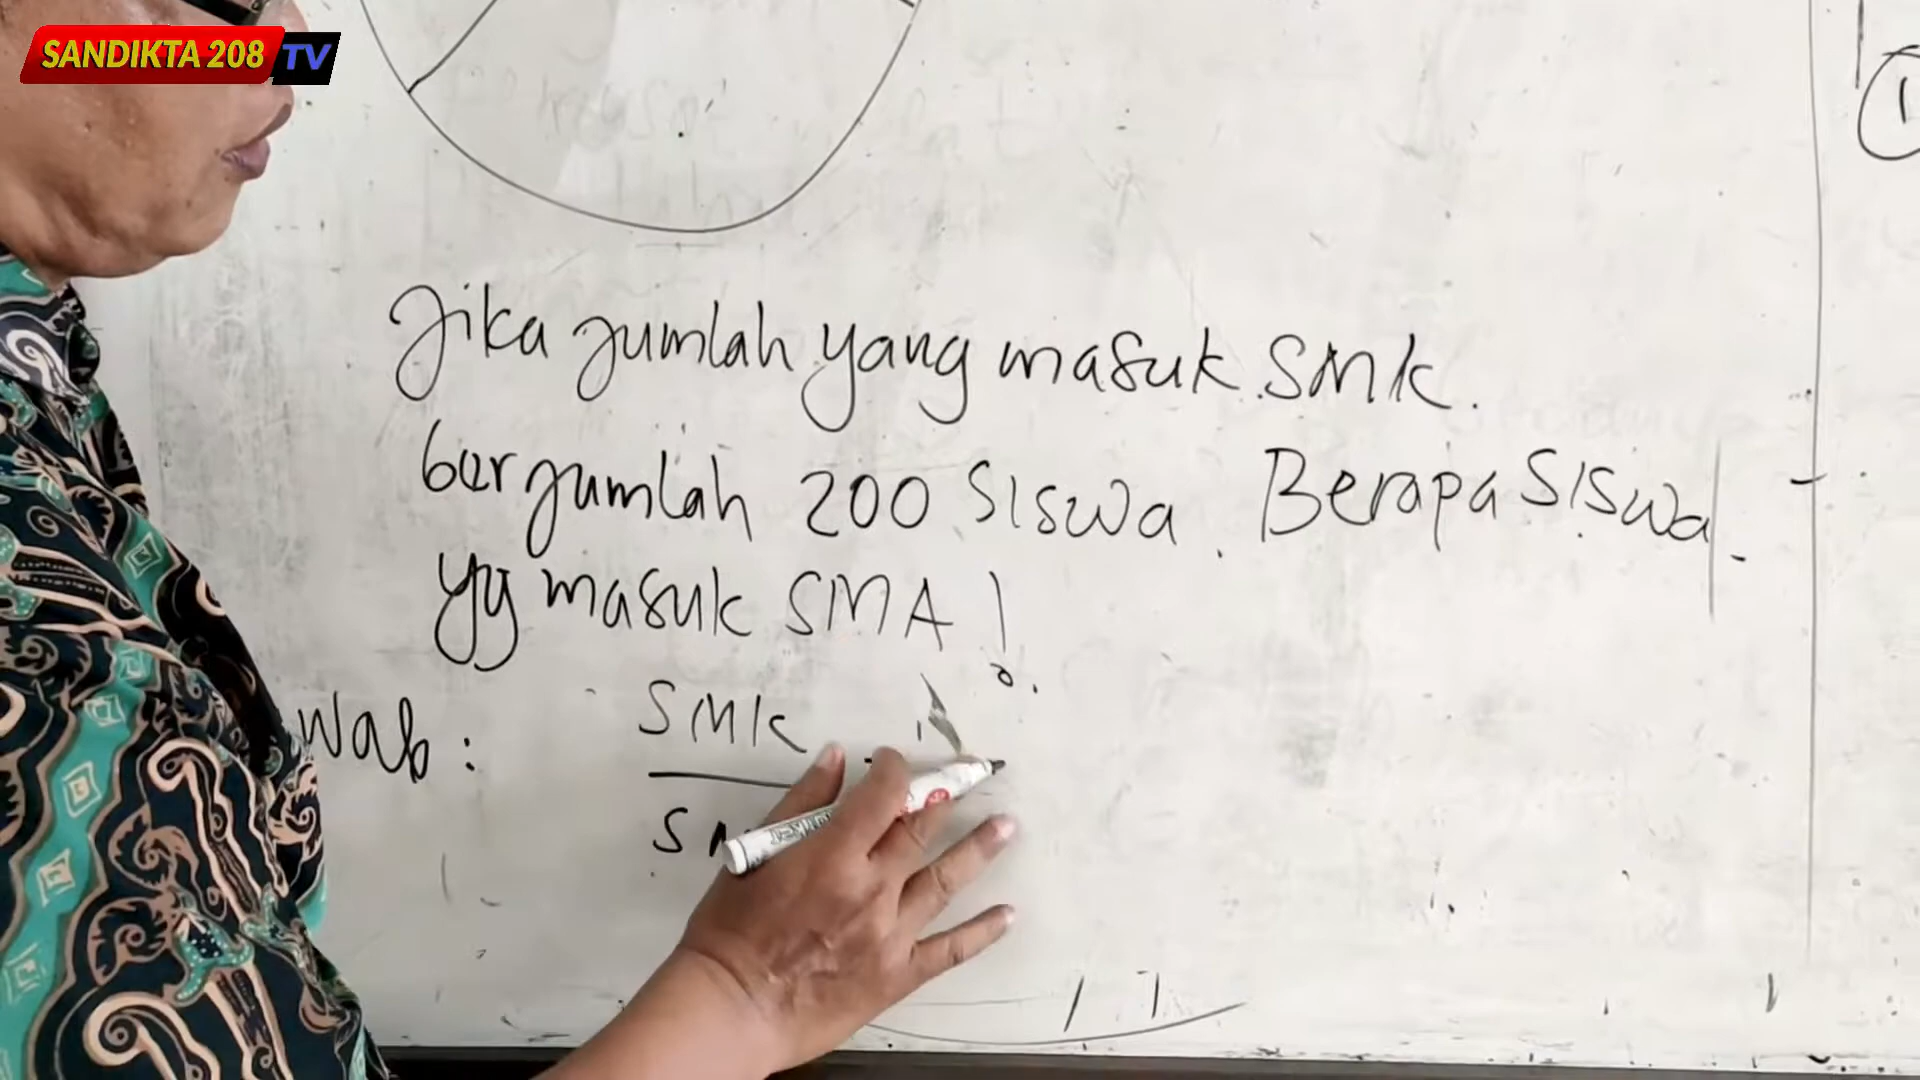 SANDIKTA 208 TV
Jika jumlah yang masuk SMK.
berjumlah 200 siswa. Berapa siswa
yg masuk SMA !
wab : SMK